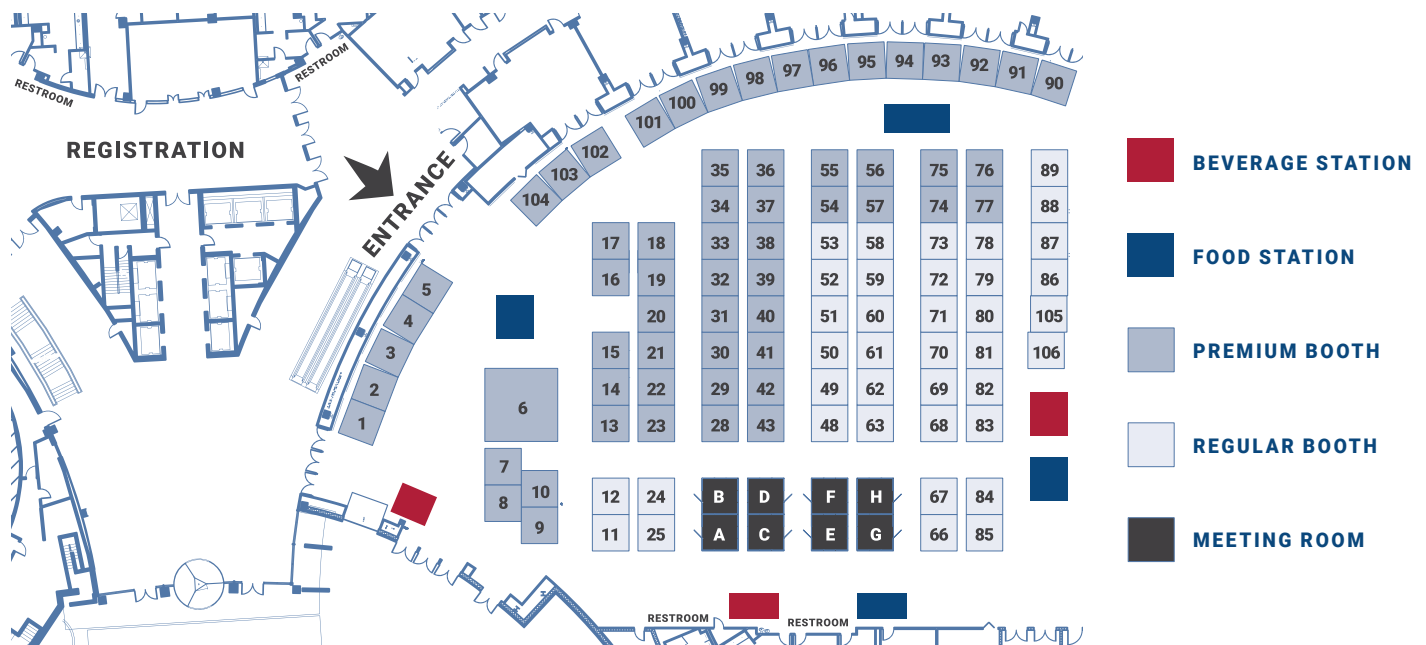 RESTROOM
RESTROOM
REGISTRATION
ENTRANCE
101 100 99 98 97 96 95 94 93 92 91 90
104 103 102
5
4
3
2
1
35 36 55 56 75 76 89
34 37 54 57 74 77 88
17 18 33 38 53 58 73 78 87
16 19 32 39 52 59 72 79 86
20 31 40 51 60 71 80 105
15 21 30 41 50 61 70 81 106
14 22 29 42 49 62 69 82
13 23 28 43 48 63 68 83
6
7
8
10
9
12 24 B D F H 67 84
11 25 A C E G 66 85
RESTROOM
RESTROOM
BEVERAGE STATION
FOOD STATION
PREMIUM BOOTH
REGULAR BOOTH
MEETING ROOM